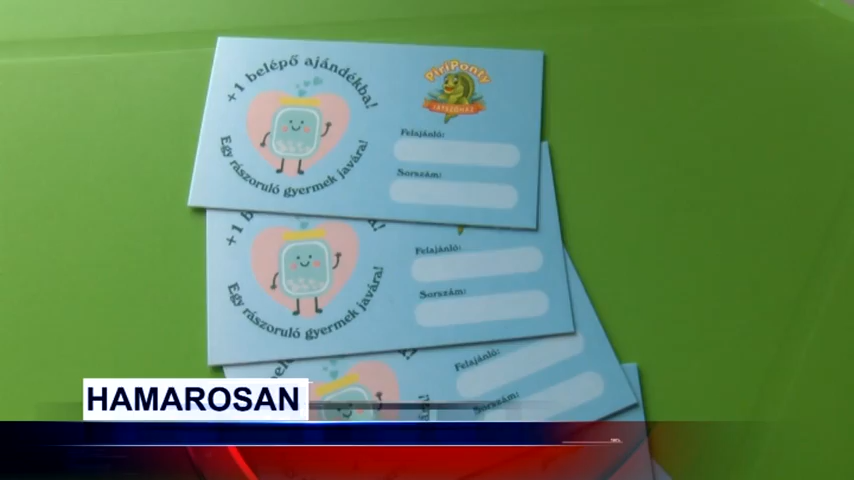 +1 belépő ajándékba!
Egy rászoruló gyermek javára!
PiriPonty
JÁTSZÓHÁZ
Felajánló:
Sorszám:
Egy rászoruló gyermek javára!
Felajánló:
Sorszám:
Felajánló:
Sorszám:
HAMAROSAN